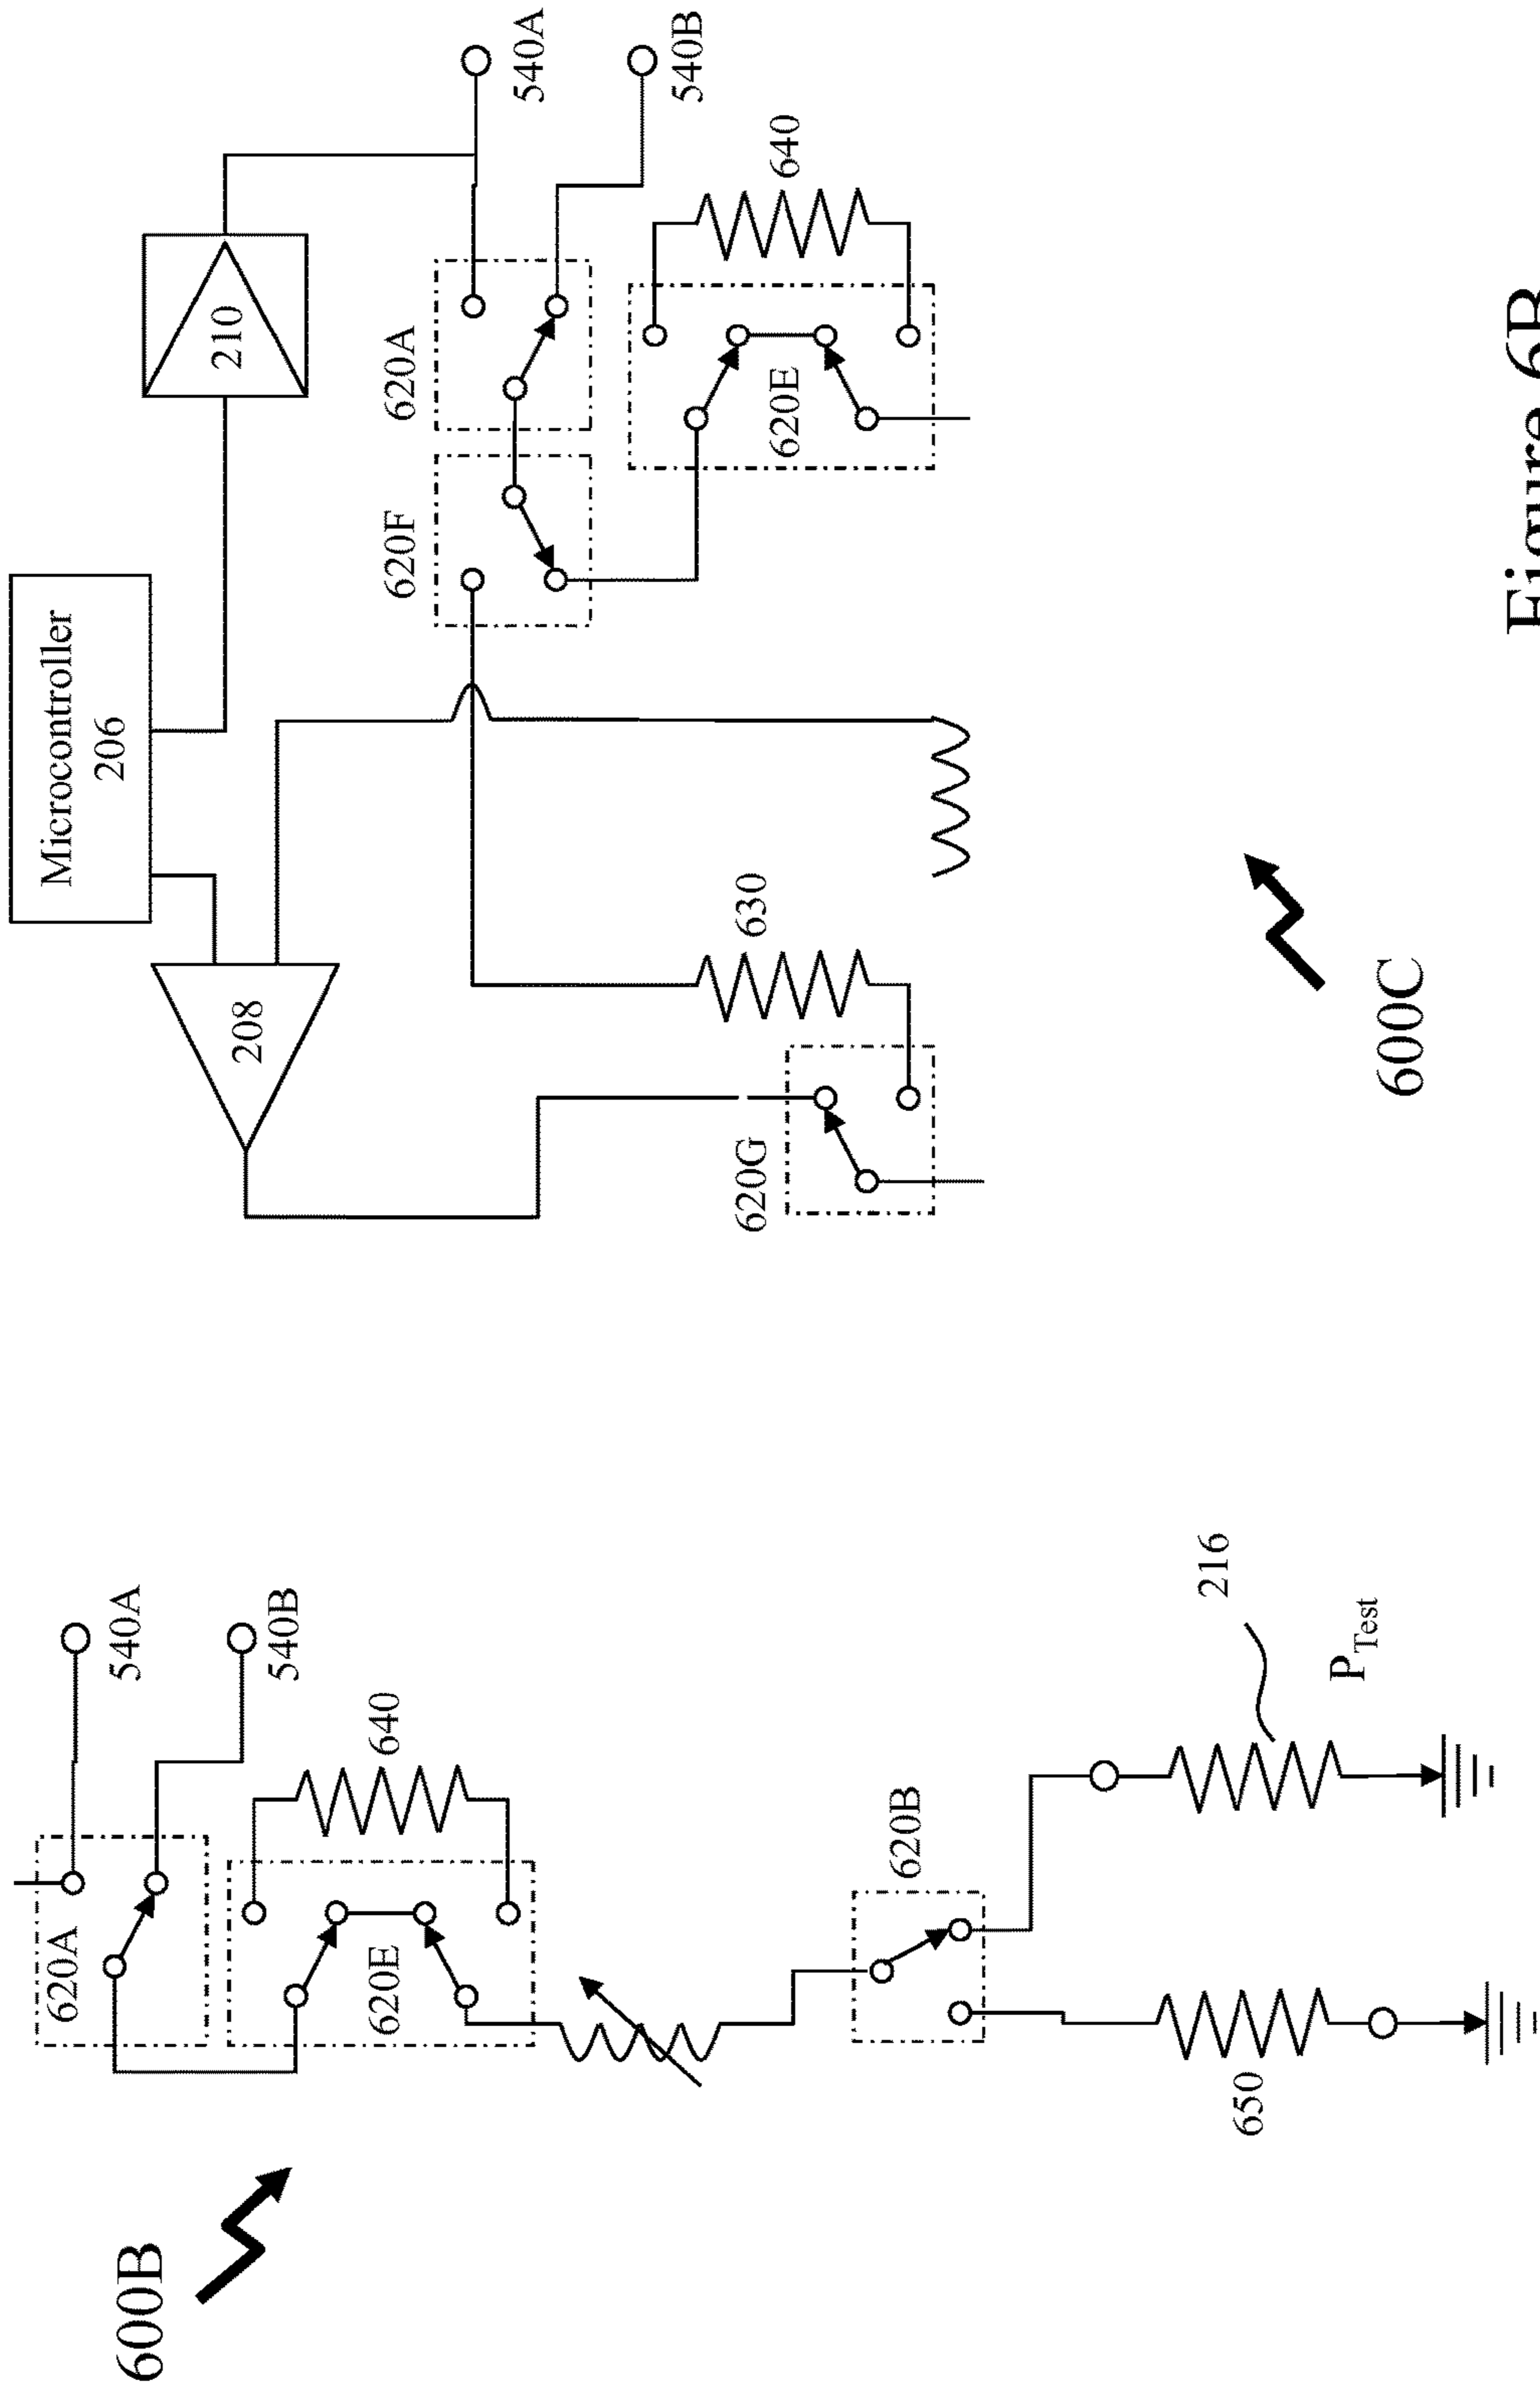 600B
620A
540A
540B
640
620E
620B
650
216
P_Test
Microcontroller
206
208
210
540A
540B
620F
620A
640
620E
630
620G
600C
Figure 6B